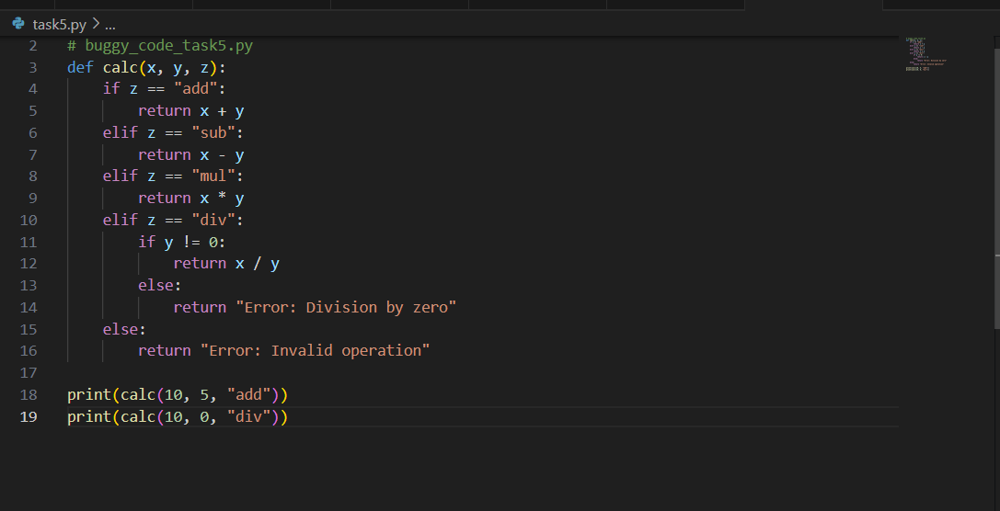 task5.py > ...
2 # buggy_code_task5.py
3 def calc(x, y, z):
4     if z == "add":
5         return x + y
6     elif z == "sub":
7         return x - y
8     elif z == "mul":
9         return x * y
10     elif z == "div":
11         if y != 0:
12             return x / y
13         else:
14             return "Error: Division by zero"
15     else:
16         return "Error: Invalid operation"
17
18 print(calc(10, 5, "add"))
19 print(calc(10, 0, "div"))